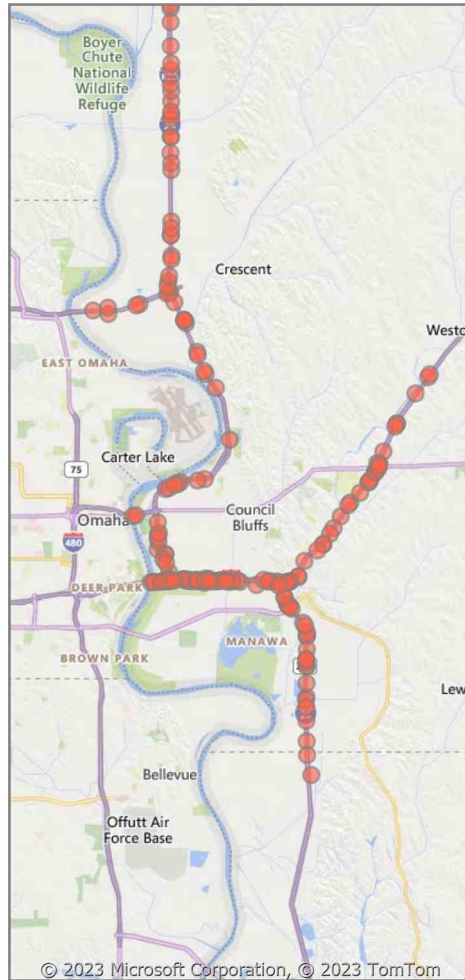 Boyer
Chute
National
Wildlife
Refuge
Crescent
Westo
EAST OMAHA
Carter Lake
75
Omaha
Council
Bluffs
480
DEER PARK
MANAWA
BROWN PARK
Lew
Bellevue
Offutt Air
Force Base
© 2023 Microsoft Corporation, © 2023 TomTom